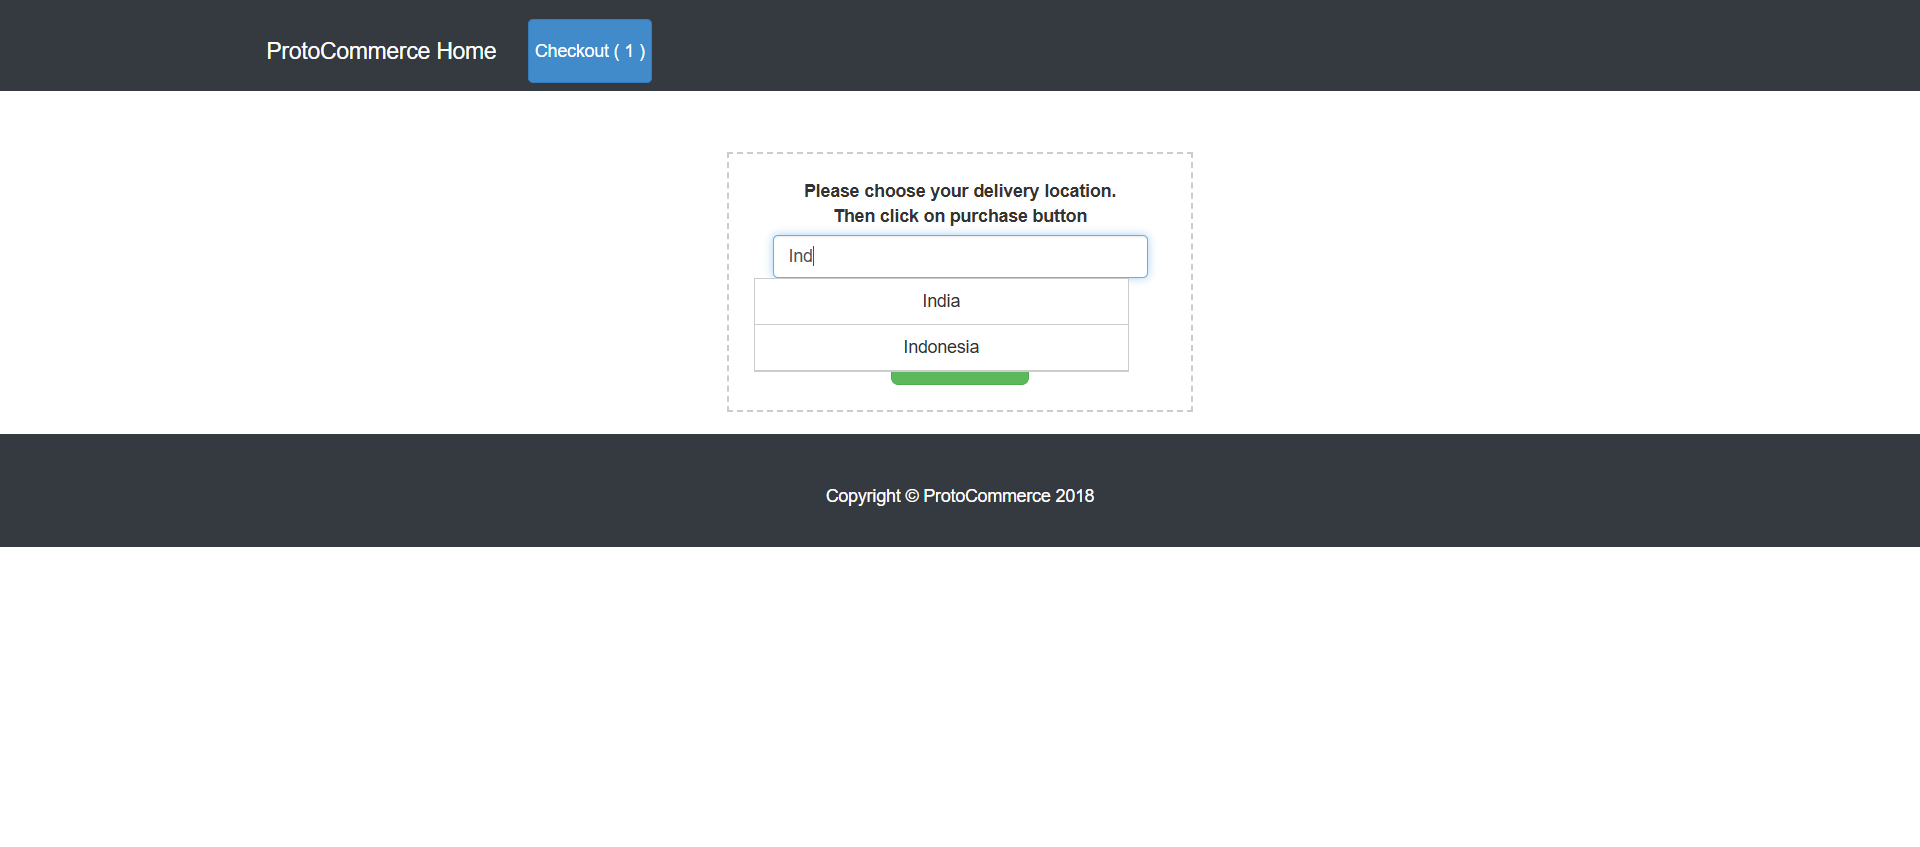 ProtoCommerce Home
Checkout ( 1 )
Please choose your delivery location.
Then click on purchase button
Ind
India
Indonesia
Copyright © ProtoCommerce 2018